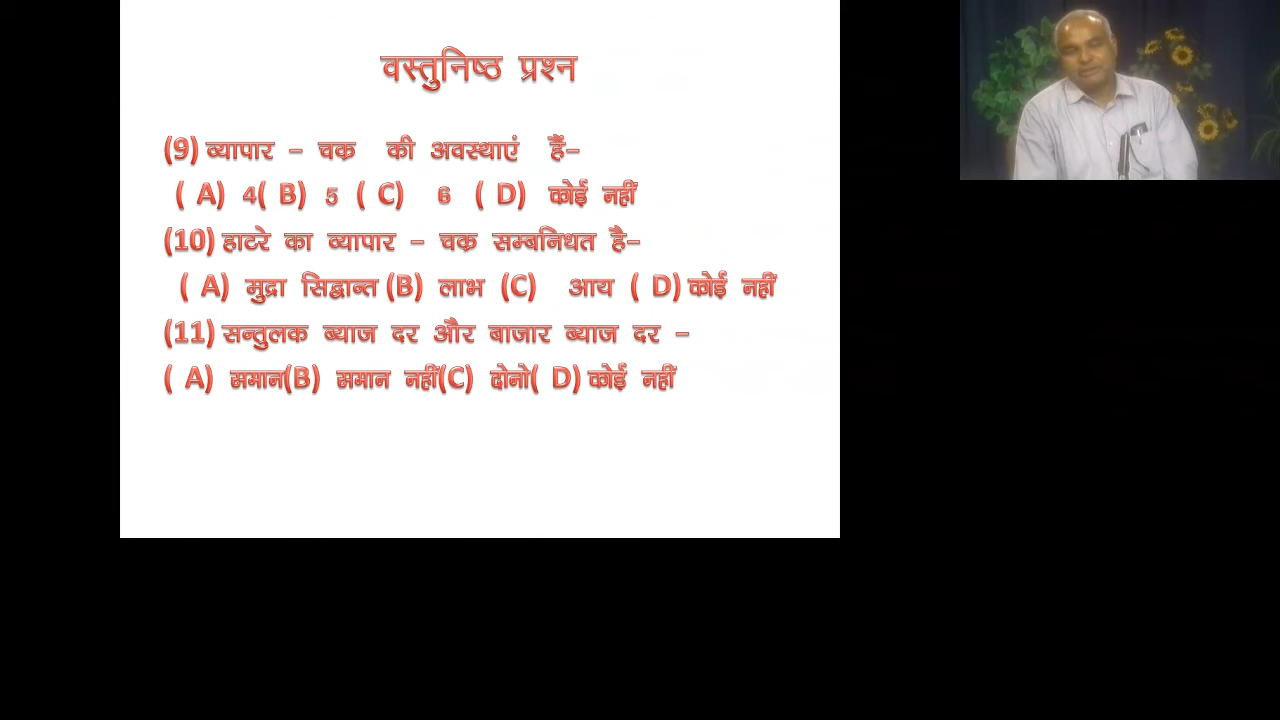 वस्तुनिष्ठ प्रश्न
(9) व्यापार – चक्र की अवस्थाएं हैं–
( A) 4( B) 5 ( C) 6 ( D) कोई नहीं
(10) हाटरे का व्यापार – चक्र सम्बनिधत है–
( A) मुद्रा सिद्वान्त (B) लाभ (C) आय ( D) कोई नहीं
(11) सन्तुलक ब्याज दर और बाजार ब्याज दर –
( A) समान(B) समान नहीं(C) दोनो( D) कोई नहीं